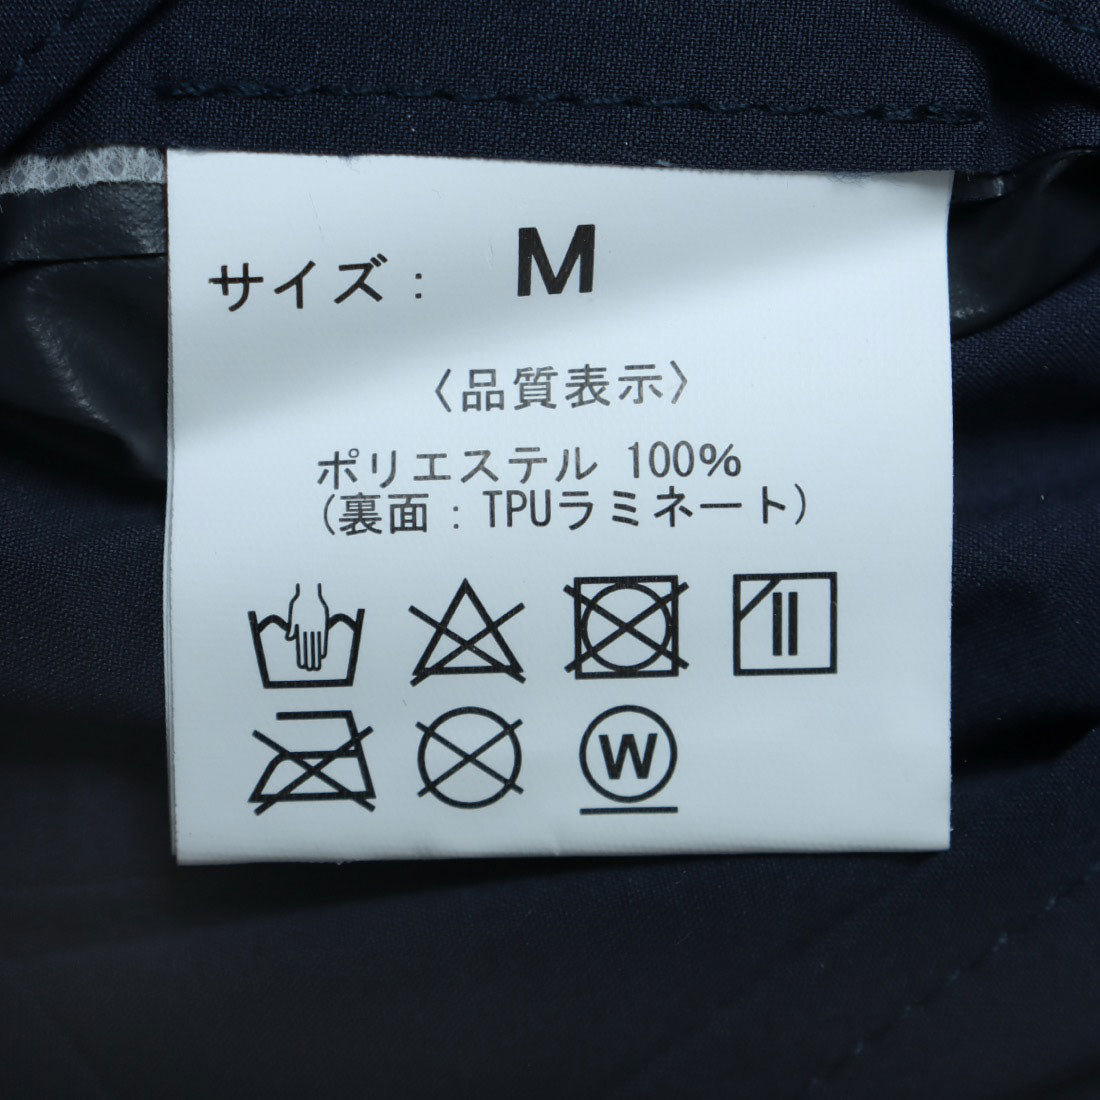 サイズ： M
〈品質表示〉
ポリエステル 100%
(裏面：TPUラミネート)
W